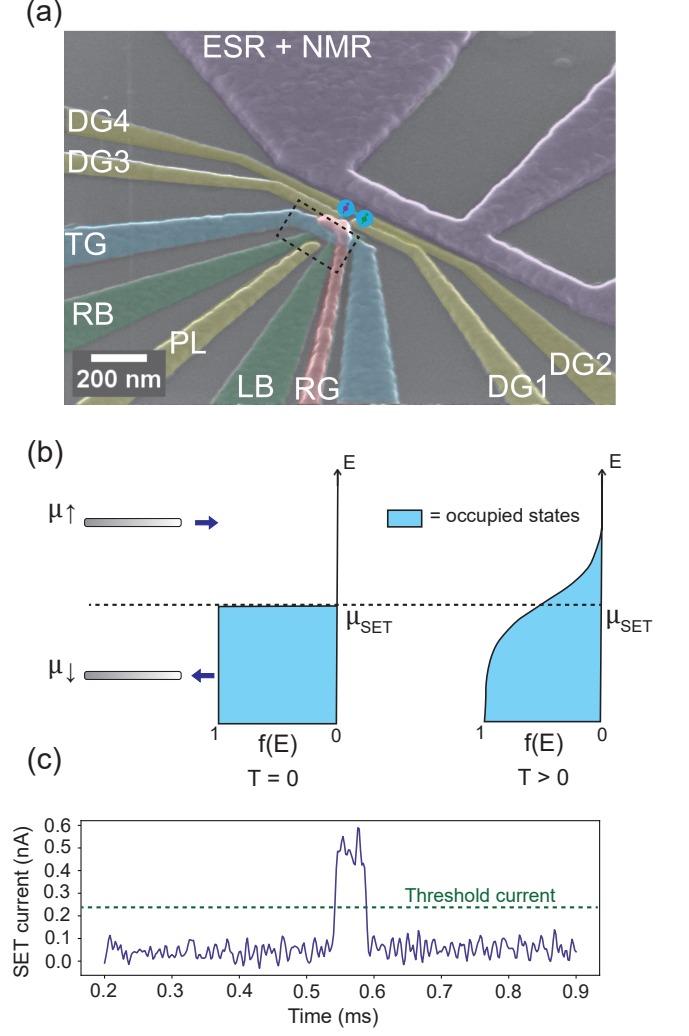 (a)
ESR + NMR
DG4
DG3
TG
RB
PL
LB
RG
DG1
DG2
200 nm
(b)
E
E
μ↑
= occupied states
μSET
μSET
μ↓
1
f(E)
0
1
f(E)
0
T = 0
T > 0
(c)
SET current (nA)
0.6
0.5
0.4
0.3
0.2
0.1
0.0
Threshold current
0.2
0.3
0.4
0.5
0.6
0.7
0.8
0.9
Time (ms)